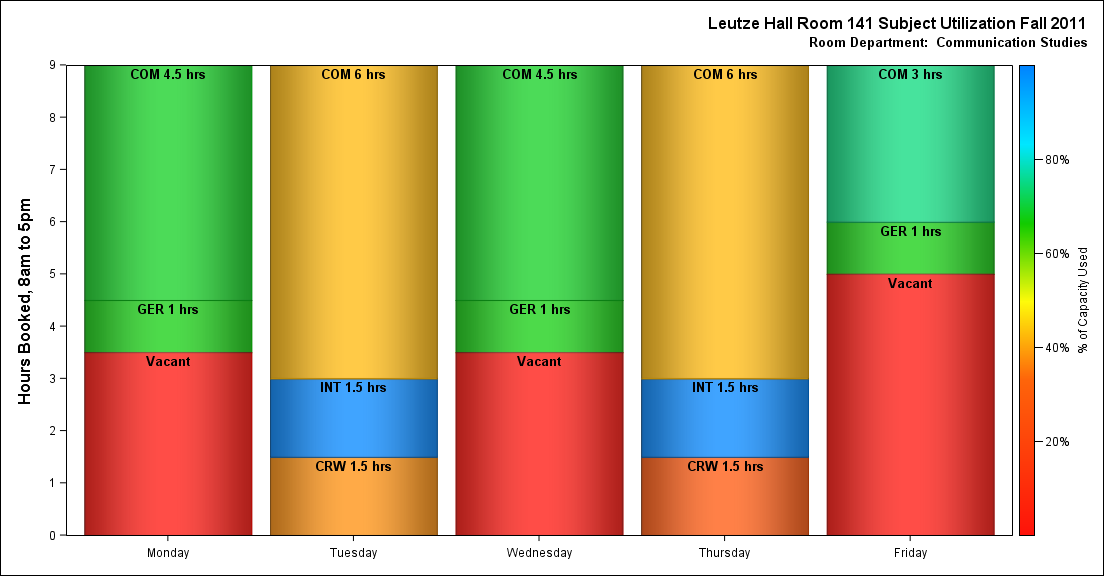 Leutze Hall Room 141 Subject Utilization Fall 2011
Room Department:  Communication Studies
Hours Booked, 8am to 5pm
9
8
7
6
5
4
3
2
1
0
COM 4.5 hrs
GER 1 hrs
Vacant
COM 6 hrs
INT 1.5 hrs
CRW 1.5 hrs
COM 4.5 hrs
GER 1 hrs
Vacant
COM 6 hrs
INT 1.5 hrs
CRW 1.5 hrs
COM 3 hrs
GER 1 hrs
Vacant
Monday
Tuesday
Wednesday
Thursday
Friday
80%
60%
40%
20%
% of Capacity Used